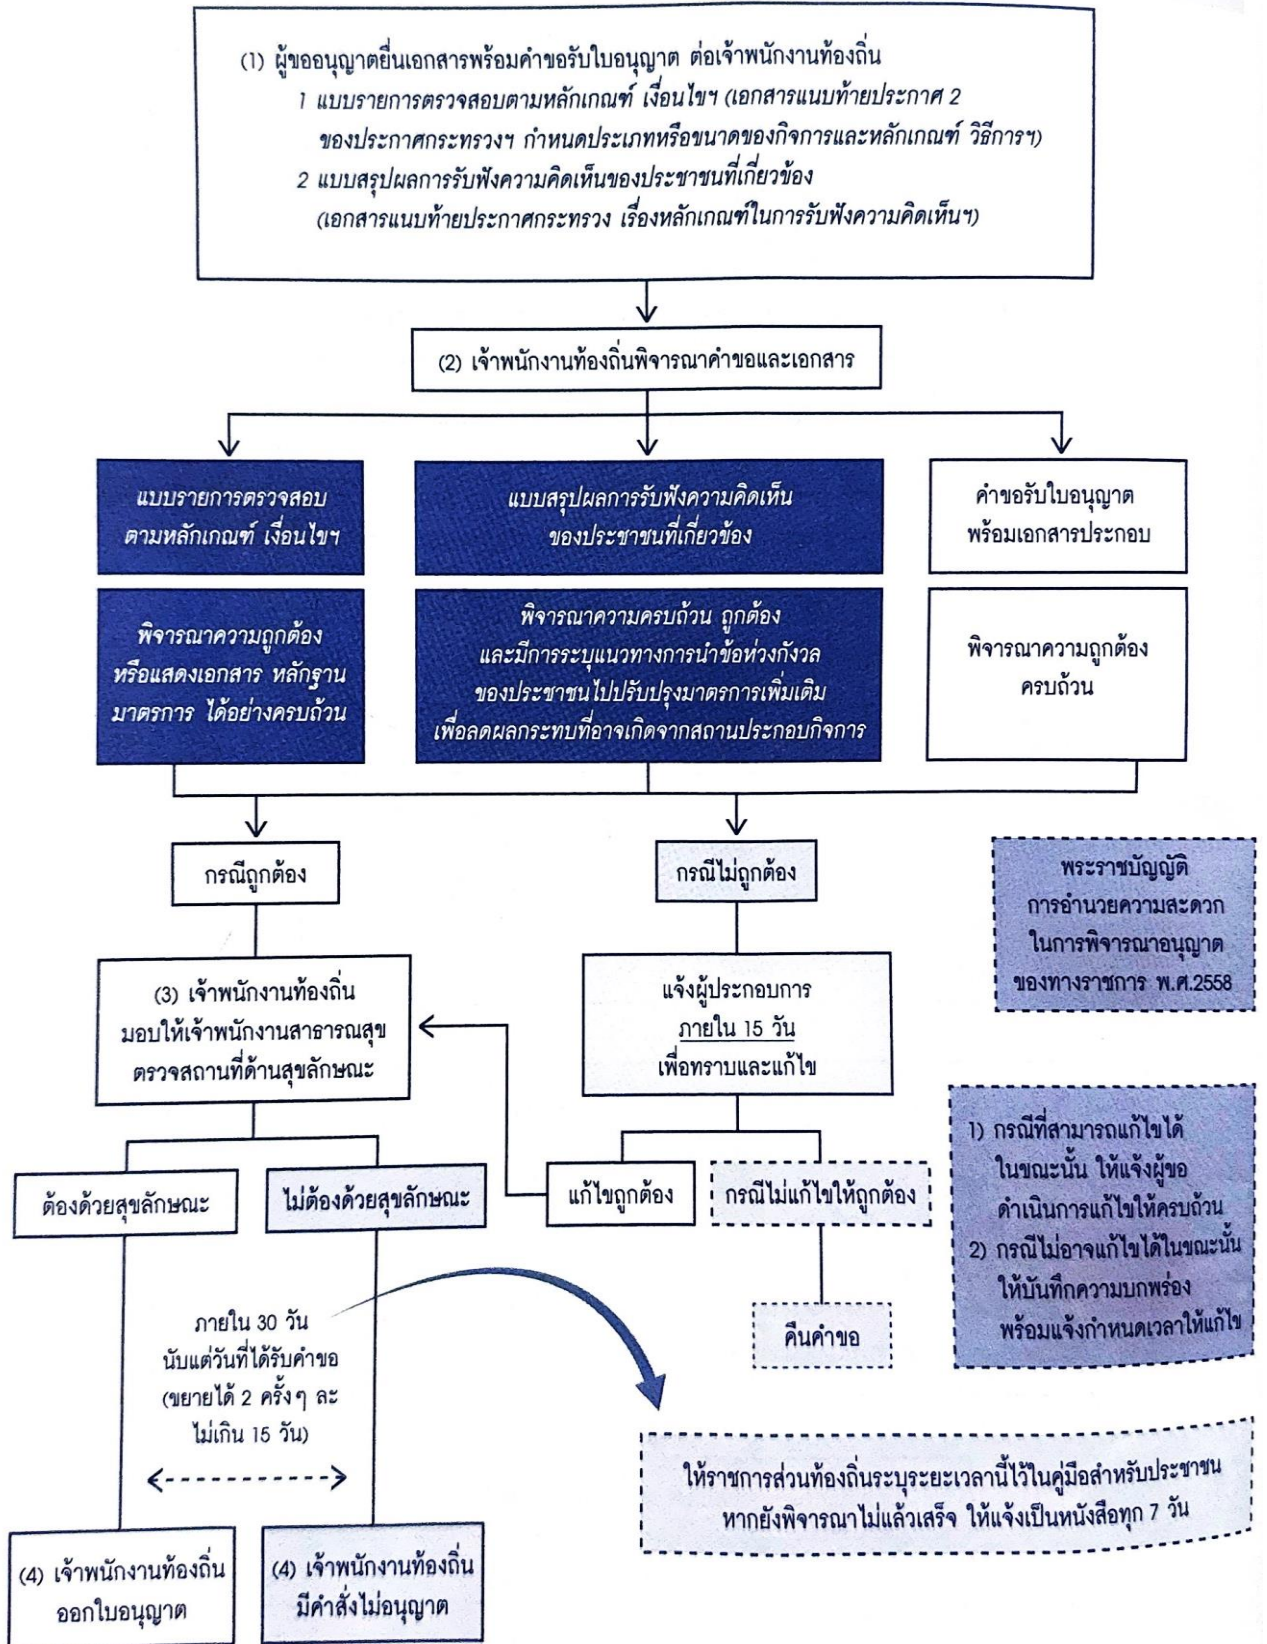 (1) ผู้ขออนุญาตยื่นเอกสารพร้อมคำขอรับใบอนุญาต ต่อเจ้าพนักงานท้องถิ่น
1 แบบรายการตรวจสอบตามหลักเกณฑ์ เงื่อนไขฯ (เอกสารแนบท้ายประกาศ 2
ของประกาศกระทรวงฯ กำหนดประเภทหรือขนาดของกิจการและหลักเกณฑ์ วิธีการฯ)
2 แบบสรุปผลการรับฟังความคิดเห็นของประชาชนที่เกี่ยวข้อง
(เอกสารแนบท้ายประกาศกระทรวง เรื่องหลักเกณฑ์ในการรับฟังความคิดเห็นฯ)
(2) เจ้าพนักงานท้องถิ่นพิจารณาคำขอและเอกสาร
แบบรายการตรวจสอบ
ตามหลักเกณฑ์ เงื่อนไขฯ
แบบสรุปผลการรับฟังความคิดเห็น
ของประชาชนที่เกี่ยวข้อง
คำขอรับใบอนุญาต
พร้อมเอกสารประกอบ
พิจารณาความถูกต้อง
หรือแสดงเอกสาร หลักฐาน
มาตรการ ได้อย่างครบถ้วน
พิจารณาความครบถ้วน ถูกต้อง
และมีการระบุแนวทางการนำข้อห่วงกังวล
ของประชาชนไปปรับปรุงมาตรการเพิ่มเติม
เพื่อลดผลกระทบที่อาจเกิดจากสถานประกอบกิจการ
พิจารณาความถูกต้อง
ครบถ้วน
กรณีถูกต้อง
กรณีไม่ถูกต้อง
พระราชบัญญัติ
การอำนวยความสะดวก
ในการพิจารณาอนุญาต
ของทางราชการ พ.ศ.2558
(3) เจ้าพนักงานท้องถิ่น
มอบให้เจ้าพนักงานสาธารณสุข
ตรวจสถานที่ด้านสุขลักษณะ
แจ้งผู้ประกอบการ
ภายใน 15 วัน
เพื่อทราบและแก้ไข
1) กรณีที่สามารถแก้ไขได้
ในขณะนั้น ให้แจ้งผู้ขอ
ดำเนินการแก้ไขให้ครบถ้วน
2) กรณีไม่อาจแก้ไขได้ในขณะนั้น
ให้บันทึกความบกพร่อง
พร้อมแจ้งกำหนดเวลาให้แก้ไข
ต้องด้วยสุขลักษณะ
ไม่ต้องด้วยสุขลักษณะ
แก้ไขถูกต้อง
กรณีไม่แก้ไขให้ถูกต้อง
คืนคำขอ
ภายใน 30 วัน
นับแต่วันที่ได้รับคำขอ
(ขยายได้ 2 ครั้งๆ ละ
ไม่เกิน 15 วัน)
ให้ราชการส่วนท้องถิ่นระบุระยะเวลานี้ไว้ในคู่มือสำหรับประชาชน
หากยังพิจารณาไม่แล้วเสร็จ ให้แจ้งเป็นหนังสือทุก 7 วัน
(4) เจ้าพนักงานท้องถิ่น
ออกใบอนุญาต
(4) เจ้าพนักงานท้องถิ่น
มีคำสั่งไม่อนุญาต